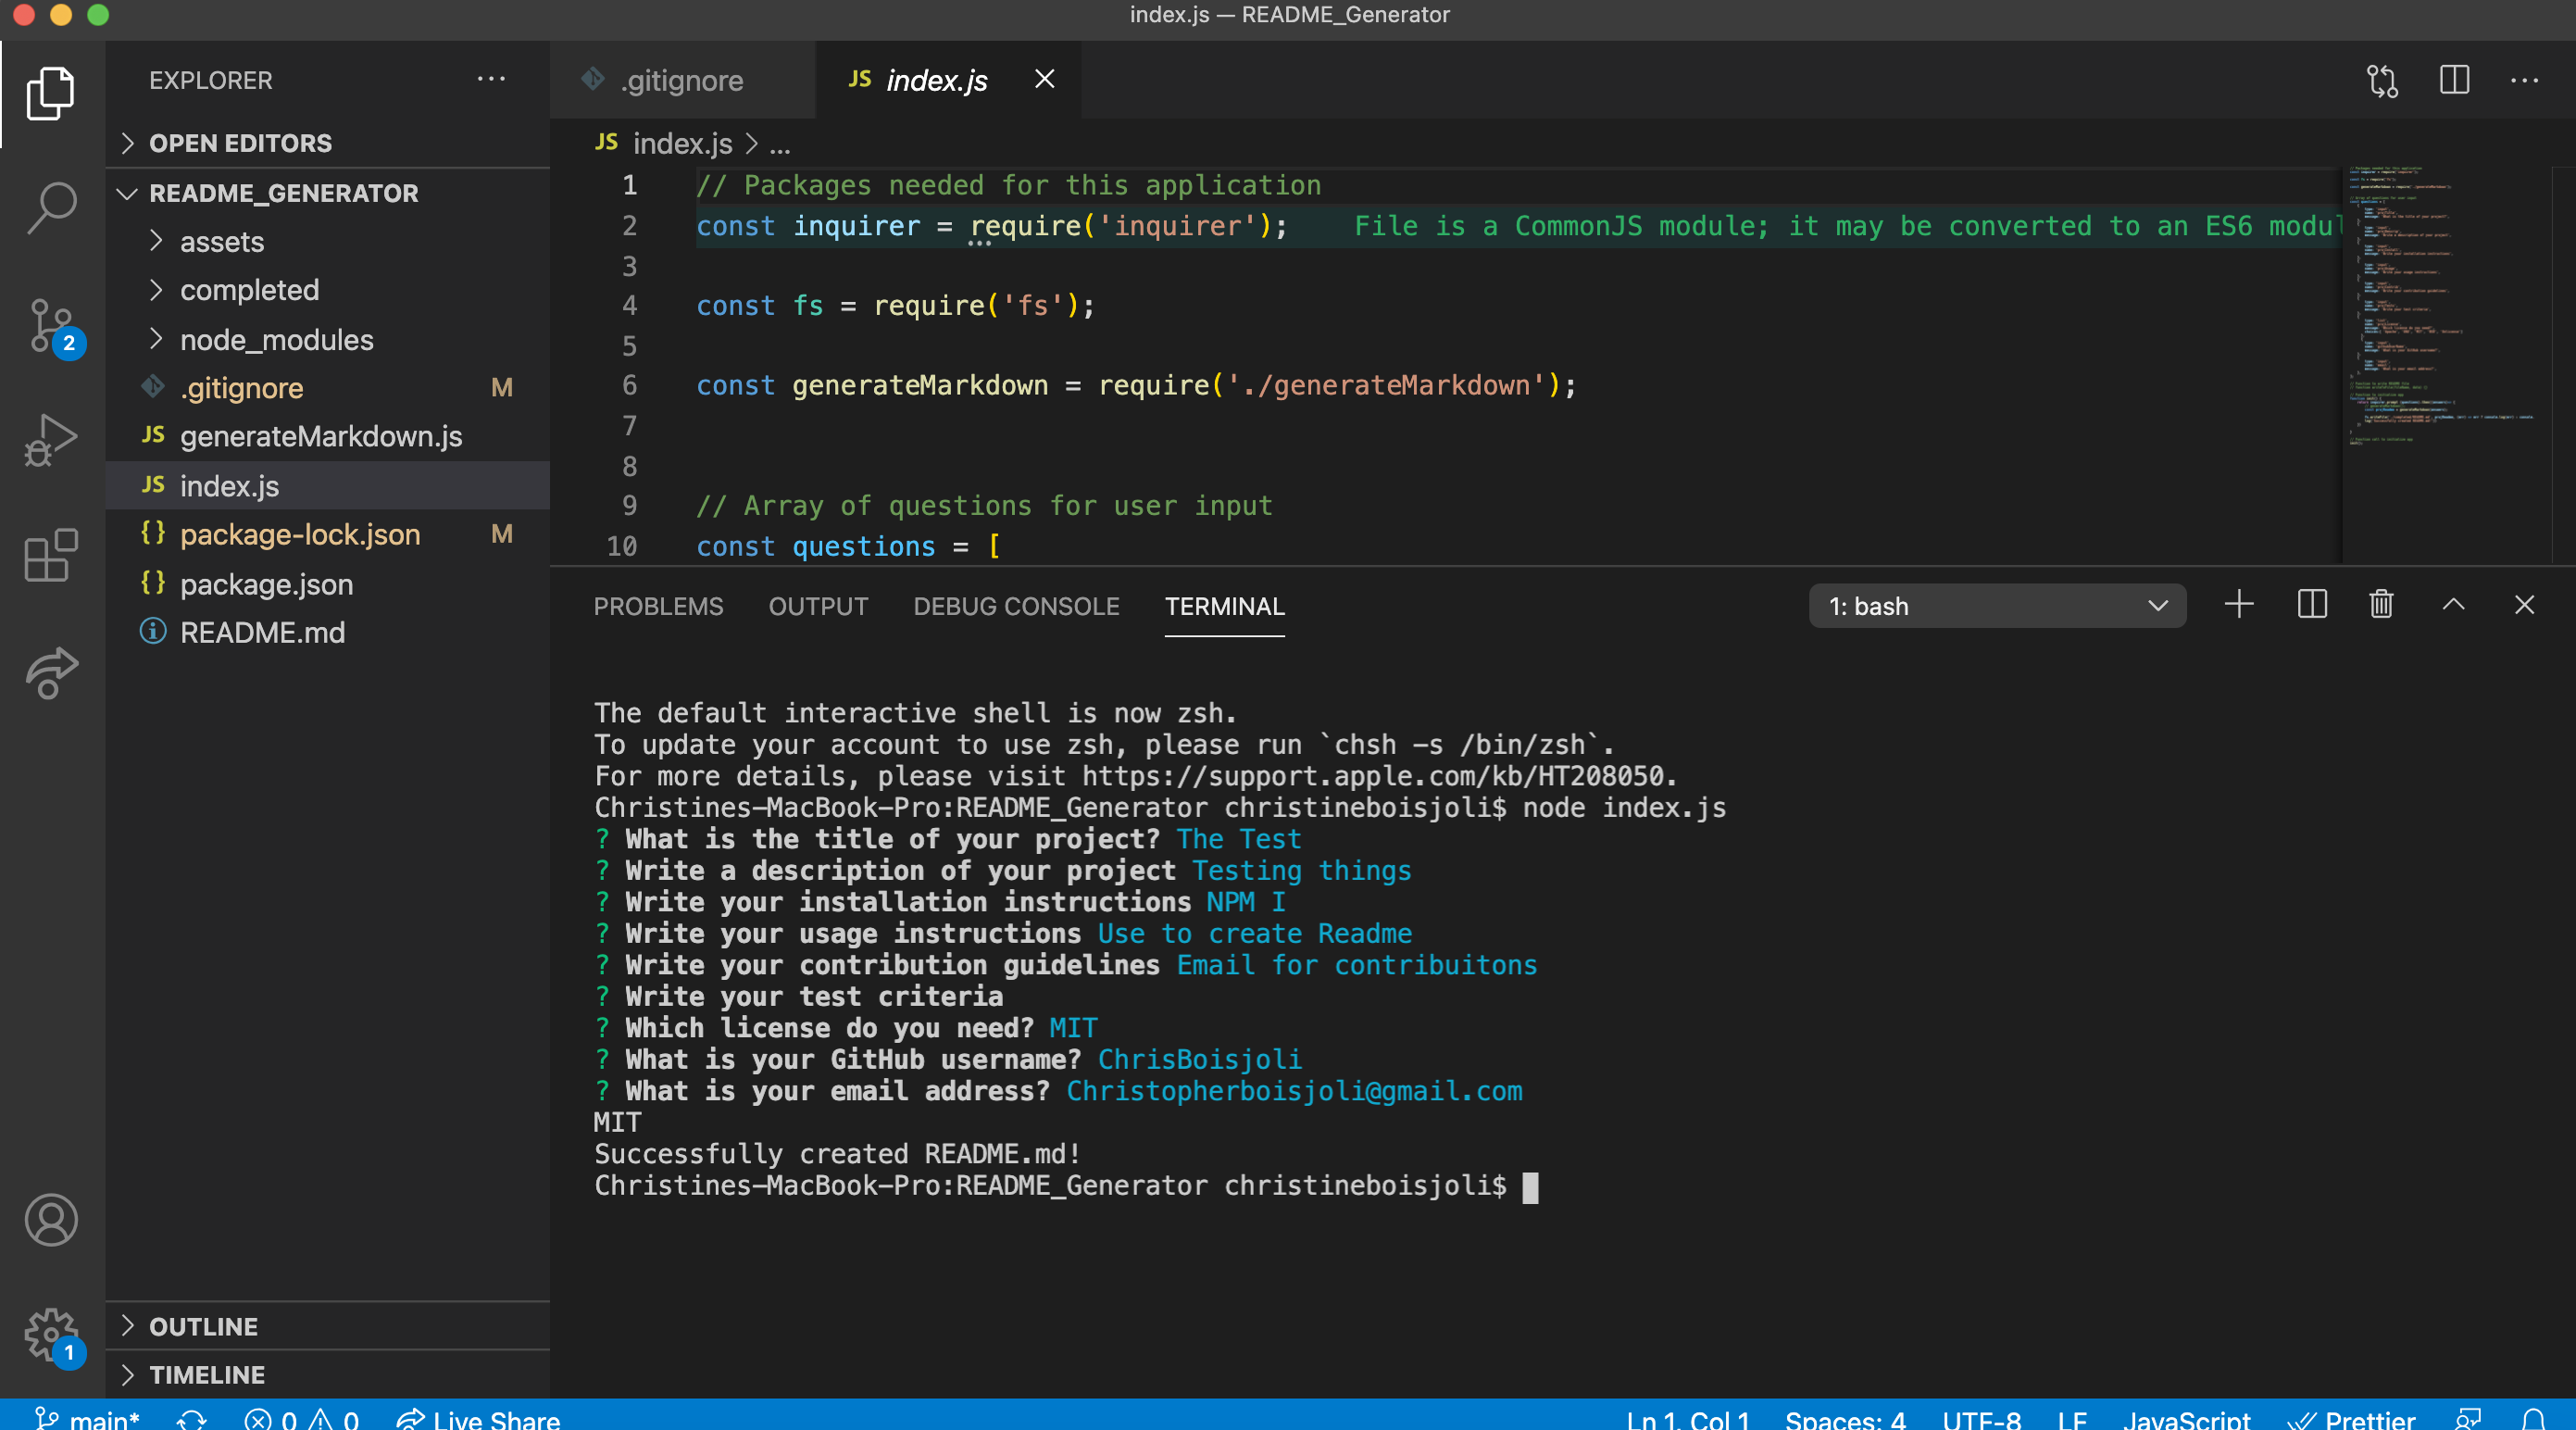 index.js — README_Generator
EXPLORER
OPEN EDITORS
README_GENERATOR
assets
completed
node_modules
.gitignore M
JS generateMarkdown.js
JS index.js
{} package-lock.json M
{} package.json
README.md
OUTLINE
TIMELINE
2
1
.gitignore
JS index.js
JS index.js > ...
1 // Packages needed for this application
2 const inquirer = require('inquirer'); File is a CommonJS module; it may be converted to an ES6 modul
3
4 const fs = require('fs');
5
6 const generateMarkdown = require('./generateMarkdown');
7
8
9 // Array of questions for user input
10 const questions = [
PROBLEMS OUTPUT DEBUG CONSOLE TERMINAL 1: bash
The default interactive shell is now zsh.
To update your account to use zsh, please run `chsh -s /bin/zsh`.
For more details, please visit https://support.apple.com/kb/HT208050.
Christines-MacBook-Pro:README_Generator christineboisjoli$ node index.js
? What is the title of your project? The Test
? Write a description of your project Testing things
? Write your installation instructions NPM I
? Write your usage instructions Use to create Readme
? Write your contribution guidelines Email for contribuitons
? Write your test criteria
? Which license do you need? MIT
? What is your GitHub username? ChrisBoisjoli
? What is your email address? Christopherboisjoli@gmail.com
MIT
Successfully created README.md!
Christines-MacBook-Pro:README_Generator christineboisjoli$
main* 0 0 Live Share Ln 1, Col 1 Spaces: 4 UTF-8 LF JavaScript Prettier